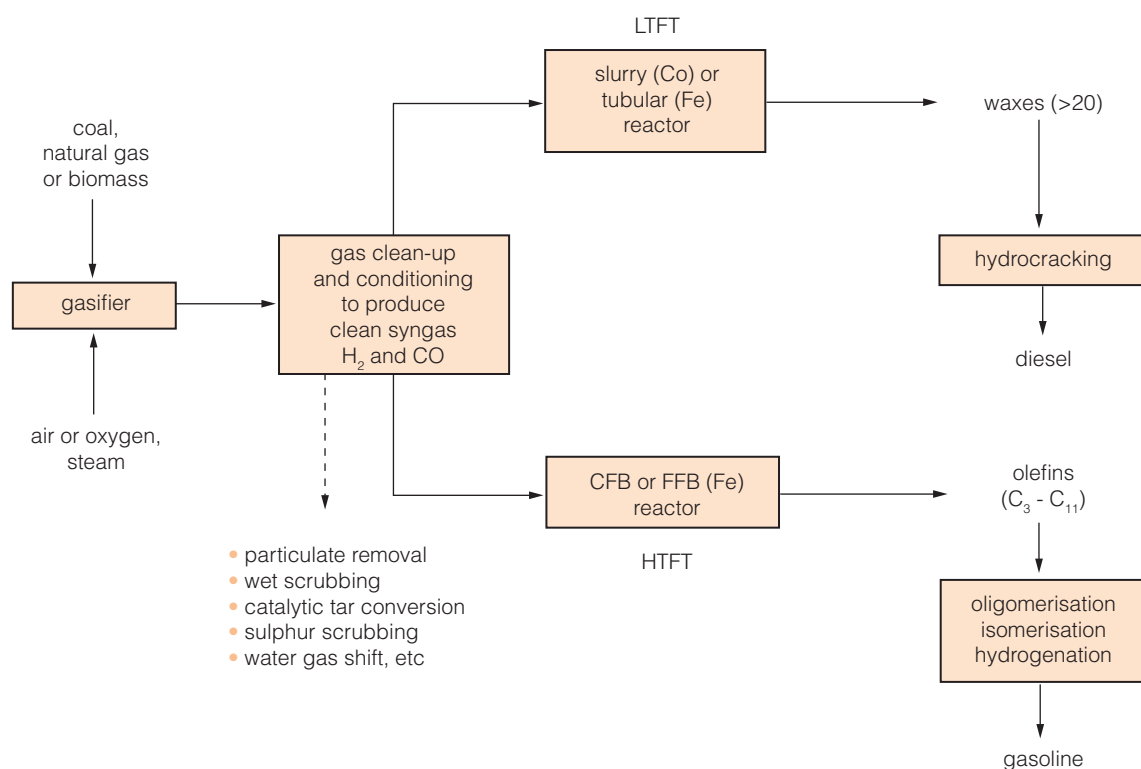 LTFT
slurry (Co) or
tubular (Fe)
reactor
waxes (>20)
coal,
natural gas
or biomass
gas clean-up
and conditioning
to produce
clean syngas
H₂ and CO
hydrocracking
gasifier
diesel
air or oxygen,
steam
CFB or FFB (Fe)
reactor
olefins
(C₃ - C₁₁)
HTFT
• particulate removal
• wet scrubbing
• catalytic tar conversion
• sulphur scrubbing
• water gas shift, etc
oligomerisation
isomerisation
hydrogenation
gasoline